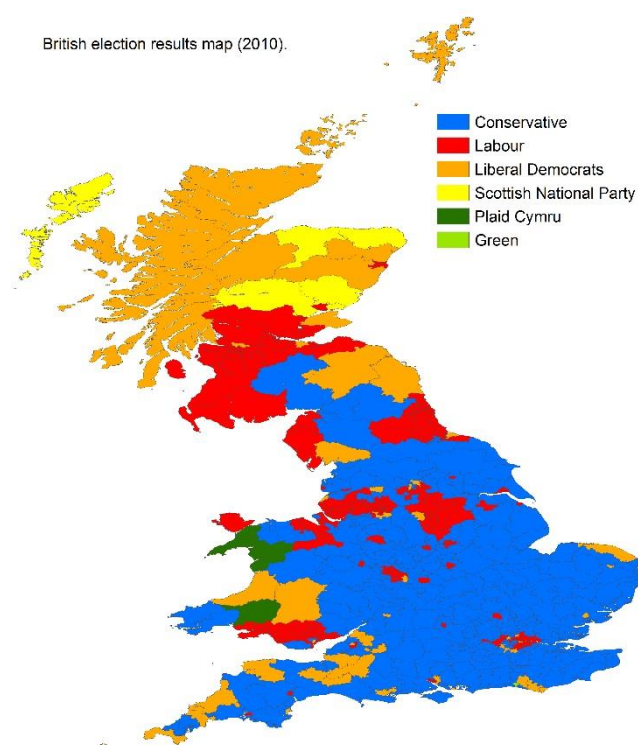 British election results map (2010).
Conservative
Labour
Liberal Democrats
Scottish National Party
Plaid Cymru
Green